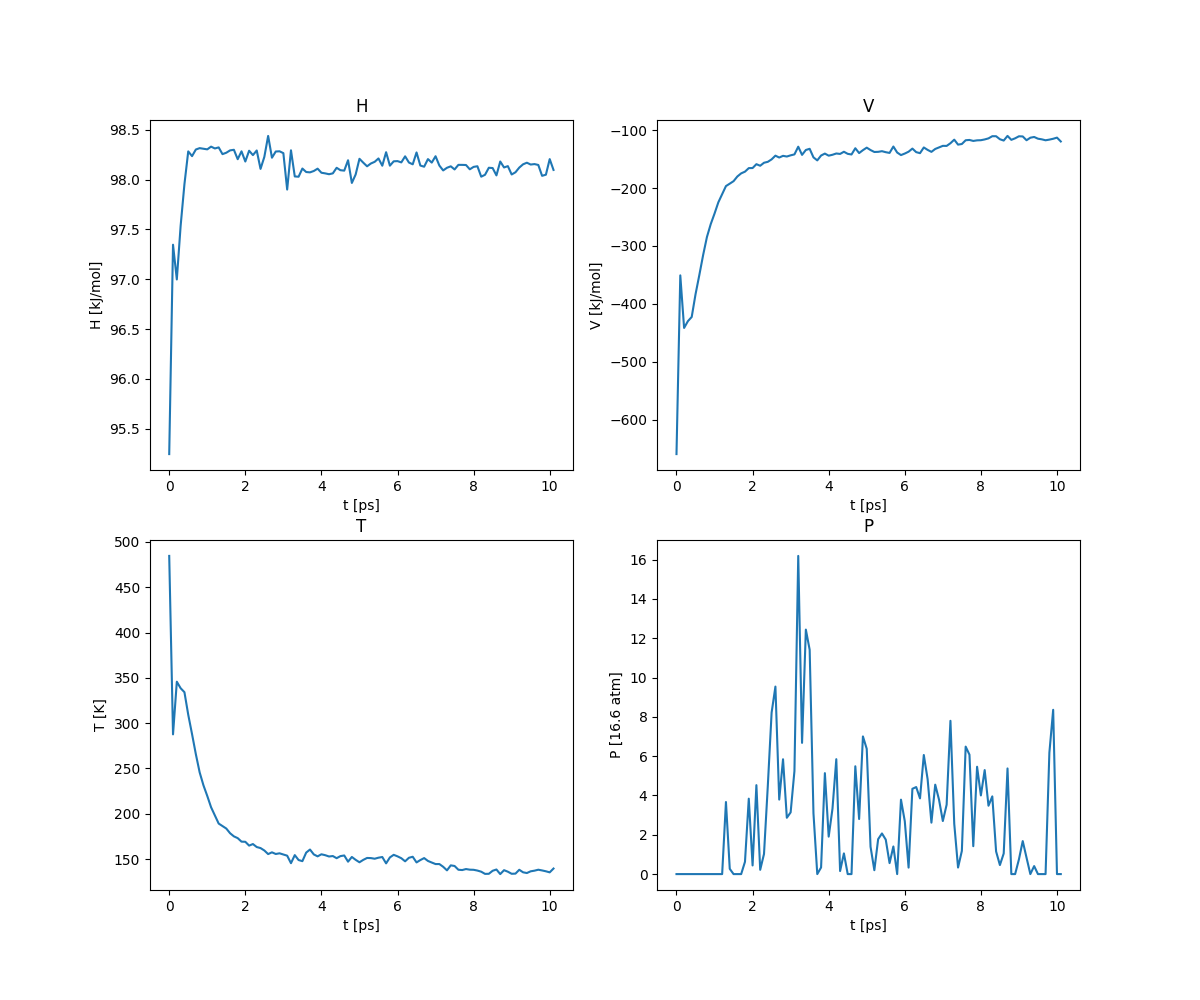 H
98.5
98.0
97.5
97.0
96.5
96.0
95.5
H [kJ/mol]
0 2 4 6 8 10
t [ps]
V
−100
−200
−300
−400
−500
−600
V [kJ/mol]
0 2 4 6 8 10
t [ps]
T
500
450
400
350
300
250
200
150
T [K]
0 2 4 6 8 10
t [ps]
P
16
14
12
10
8
6
4
2
0
P [16.6 atm]
0 2 4 6 8 10
t [ps]